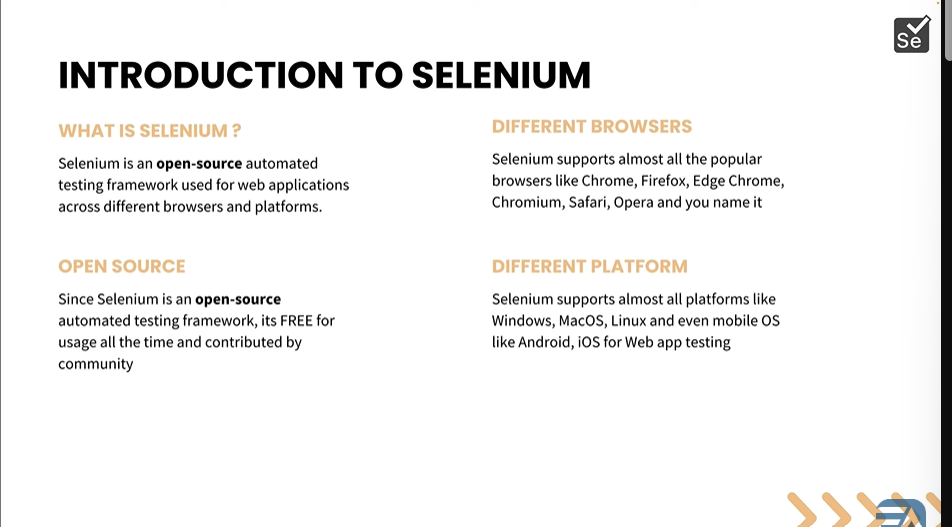 Se
INTRODUCTION TO SELENIUM
WHAT IS SELENIUM ?
Selenium is an open-source automated
testing framework used for web applications
across different browsers and platforms.
OPEN SOURCE
Since Selenium is an open-source
automated testing framework, its FREE for
usage all the time and contributed by
community
DIFFERENT BROWSERS
Selenium supports almost all the popular
browsers like Chrome, Firefox, Edge Chrome,
Chromium, Safari, Opera and you name it
DIFFERENT PLATFORM
Selenium supports almost all platforms like
Windows, MacOS, Linux and even mobile OS
like Android, iOS for Web app testing